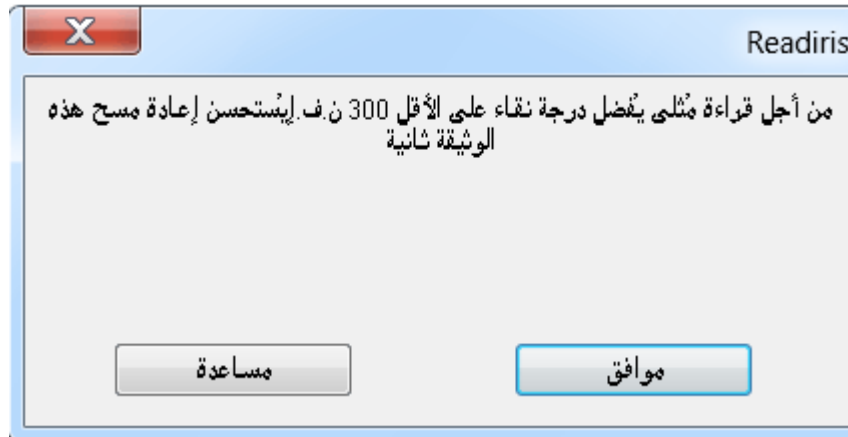 Readiris
من أجل قراءة مُثلى يُفضل درجة نقاء على الأقل 300 ن.ف.إيُستحسن إعادة مسح هذه
الوثيقة ثانية
موافق
مساعدة